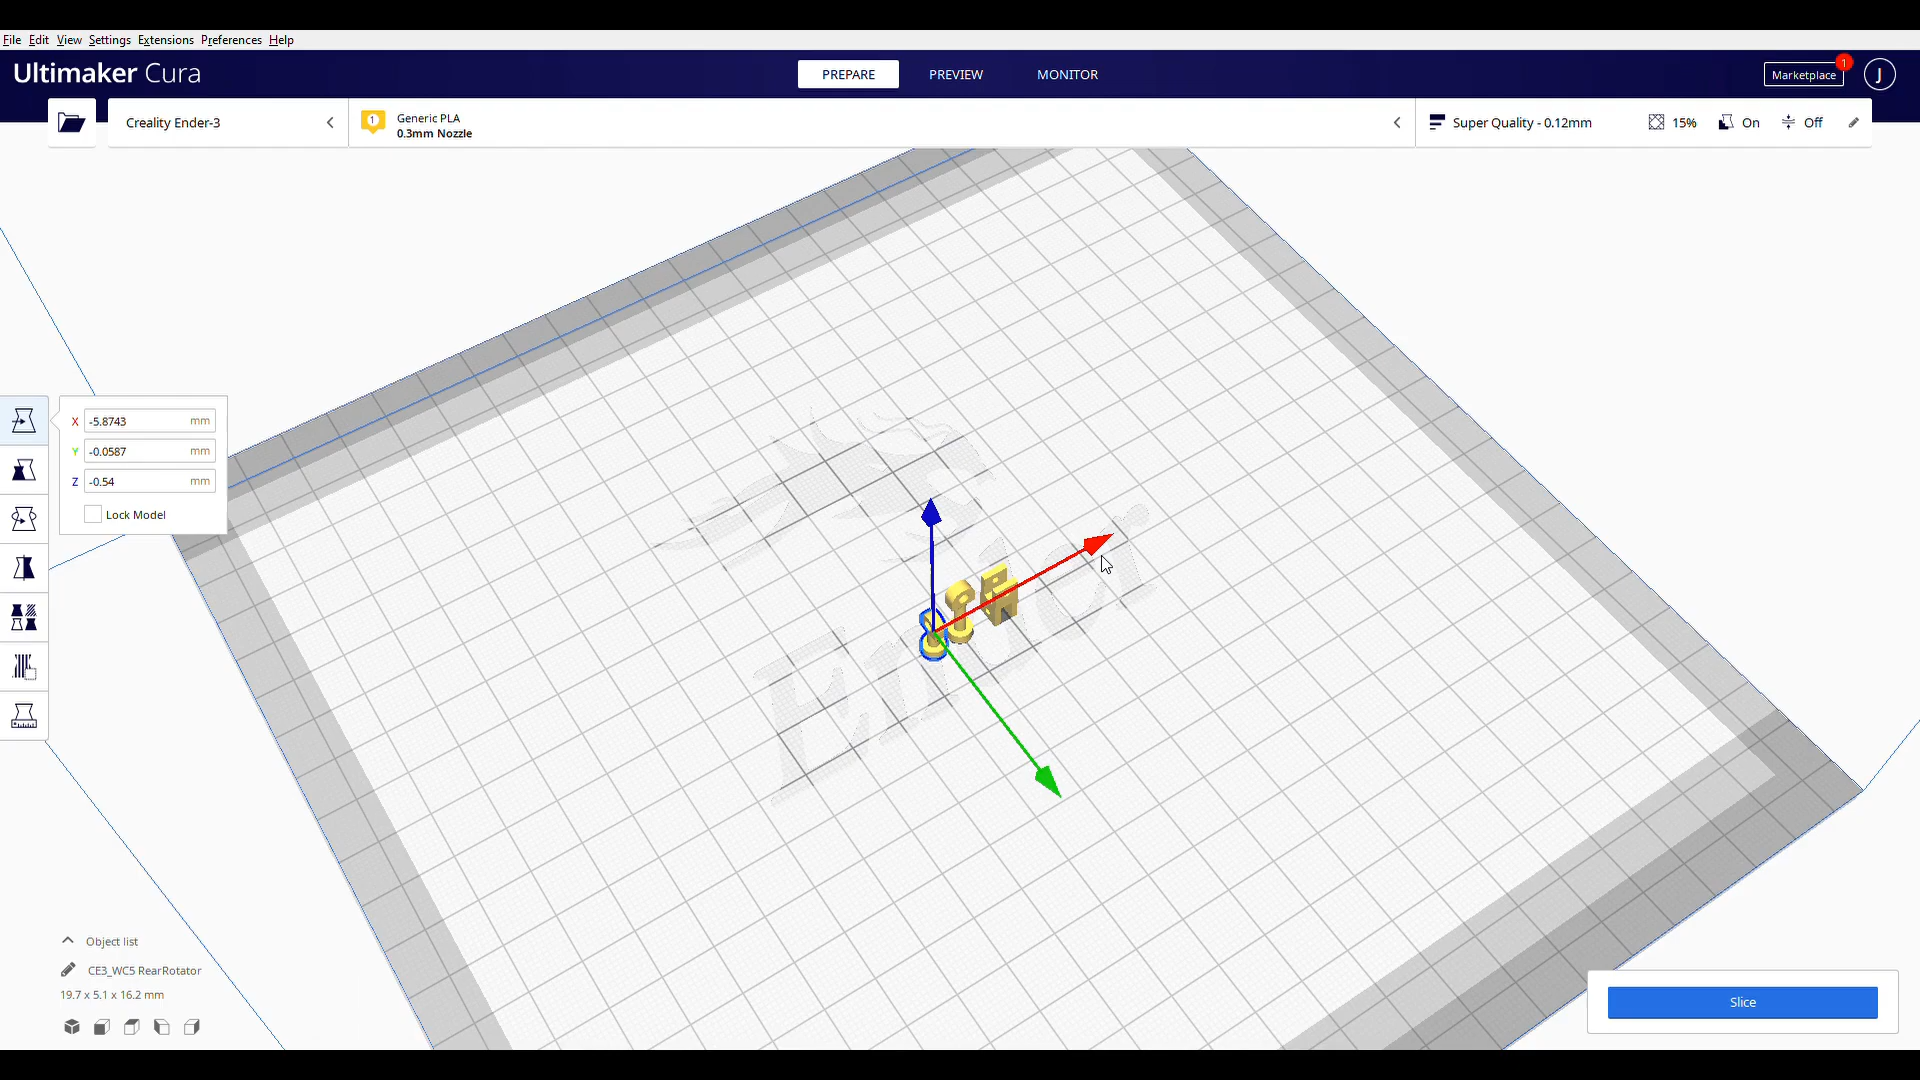 File Edit View Settings Extensions Preferences Help
Ultimaker Cura
PREPARE PREVIEW MONITOR
Marketplace 1 J
Creality Ender-3
1 Generic PLA
0.3mm Nozzle
Super Quality - 0.12mm 15% On Off
X -5.8743 mm
Y -0.0587 mm
Z -0.54 mm
Lock Model
Ender
Object list
CE3_WC5 RearRotator
19.7 x 5.1 x 16.2 mm
Slice